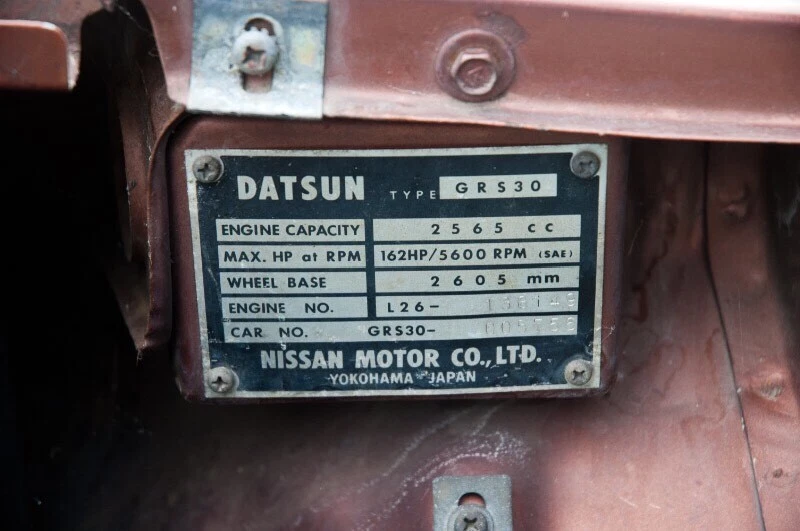 DATSUN TYPE GRS30
ENGINE CAPACITY 2565 cc
MAX. HP at RPM 162HP/5600 RPM (SAE)
WHEEL BASE 2605 mm
ENGINE NO. L26-
CAR NO. GRS30-
NISSAN MOTOR CO., LTD.
YOKOHAMA JAPAN